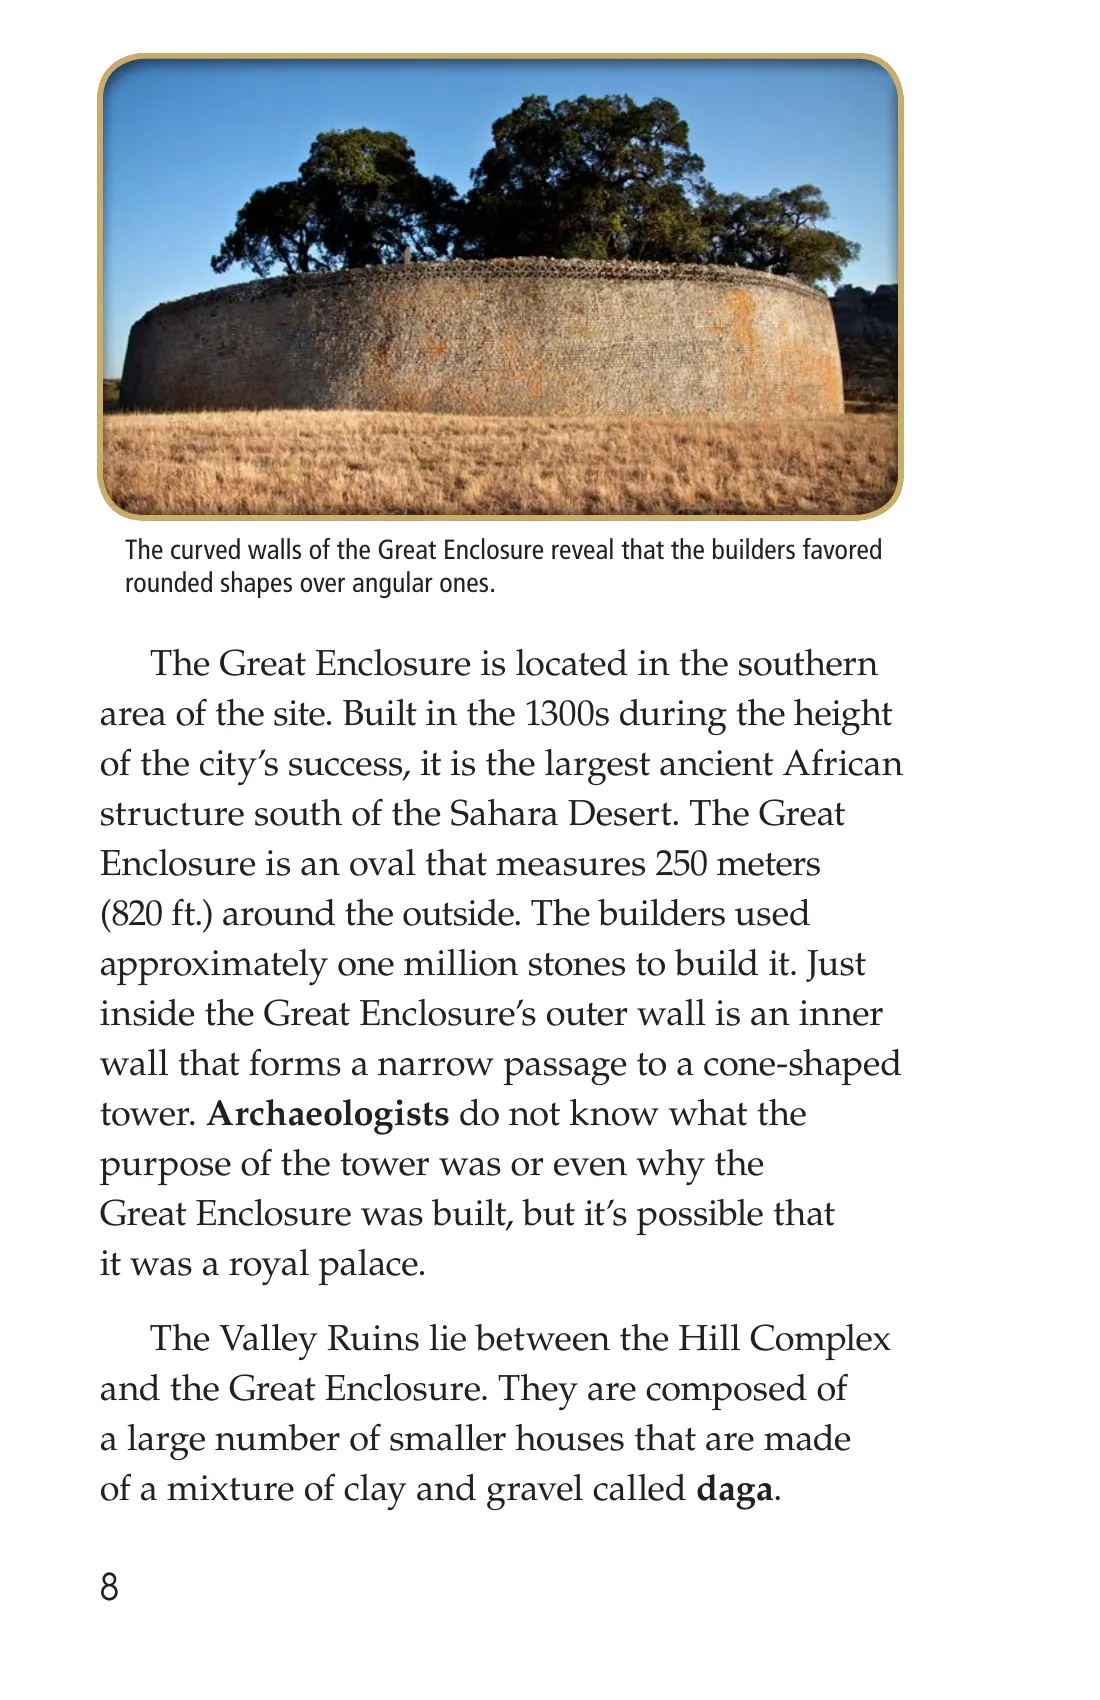 The curved walls of the Great Enclosure reveal that the builders favored
rounded shapes over angular ones.
The Great Enclosure is located in the southern
area of the site. Built in the 1300s during the height
of the city’s success, it is the largest ancient African
structure south of the Sahara Desert. The Great
Enclosure is an oval that measures 250 meters
(820 ft.) around the outside. The builders used
approximately one million stones to build it. Just
inside the Great Enclosure’s outer wall is an inner
wall that forms a narrow passage to a cone-shaped
tower. Archaeologists do not know what the
purpose of the tower was or even why the
Great Enclosure was built, but it’s possible that
it was a royal palace.
The Valley Ruins lie between the Hill Complex
and the Great Enclosure. They are composed of
a large number of smaller houses that are made
of a mixture of clay and gravel called daga.
8